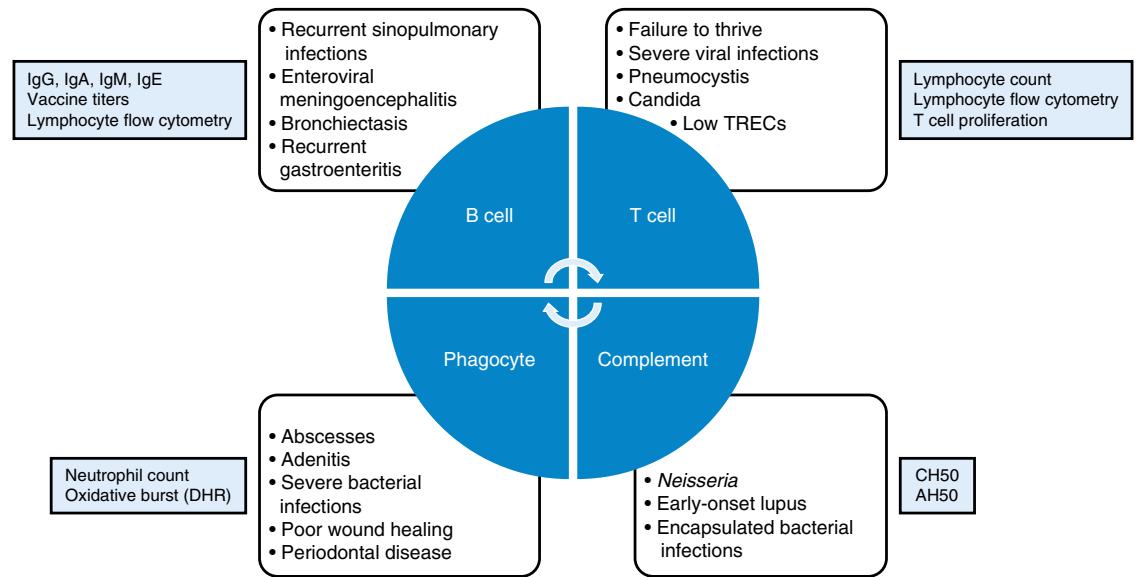 • Recurrent sinopulmonary
infections
• Enteroviral
meningoencephalitis
• Bronchiectasis
• Recurrent
gastroenteritis
IgG, IgA, IgM, IgE
Vaccine titers
Lymphocyte flow cytometry
• Failure to thrive
• Severe viral infections
• Pneumocystis
• Candida
• Low TRECs
Lymphocyte count
Lymphocyte flow cytometry
T cell proliferation
B cell
T cell
Phagocyte
Complement
Neutrophil count
Oxidative burst (DHR)
• Abscesses
• Adenitis
• Severe bacterial
infections
• Poor wound healing
• Periodontal disease
• Neisseria
• Early-onset lupus
• Encapsulated bacterial
infections
CH50
AH50